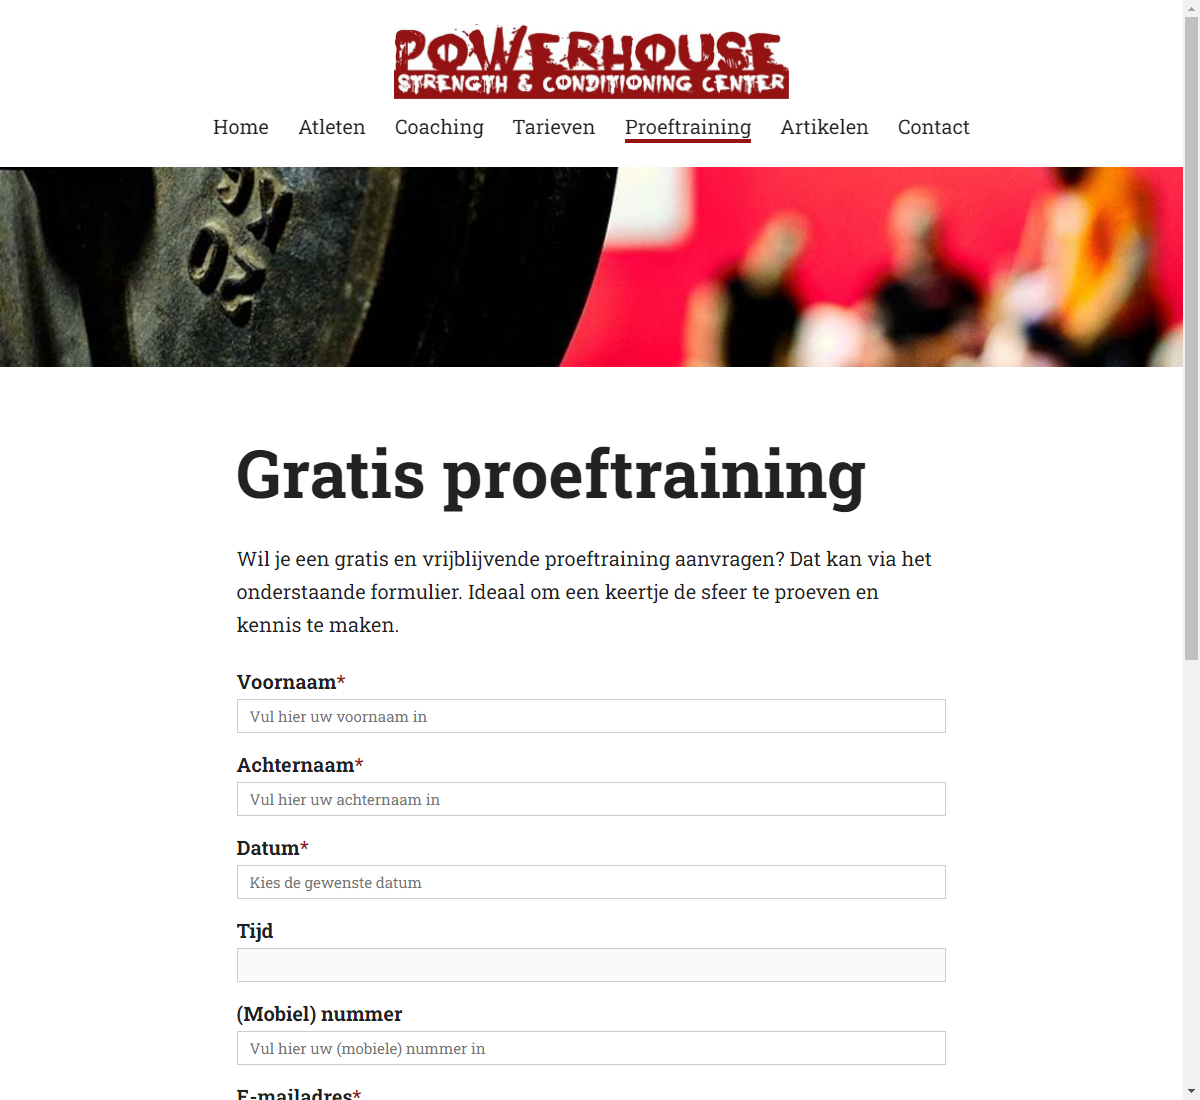 POWERHOUSE
STRENGTH & CONDITIONING CENTER
Home Atleten Coaching Tarieven Proeftraining Artikelen Contact
Gratis proeftraining
Wil je een gratis en vrijblijvende proeftraining aanvragen? Dat kan via het
onderstaande formulier. Ideaal om een keertje de sfeer te proeven en
kennis te maken.
Voornaam*
Vul hier uw voornaam in
Achternaam*
Vul hier uw achternaam in
Datum*
Kies de gewenste datum
Tijd
(Mobiel) nummer
Vul hier uw (mobiele) nummer in
E-mailadres*